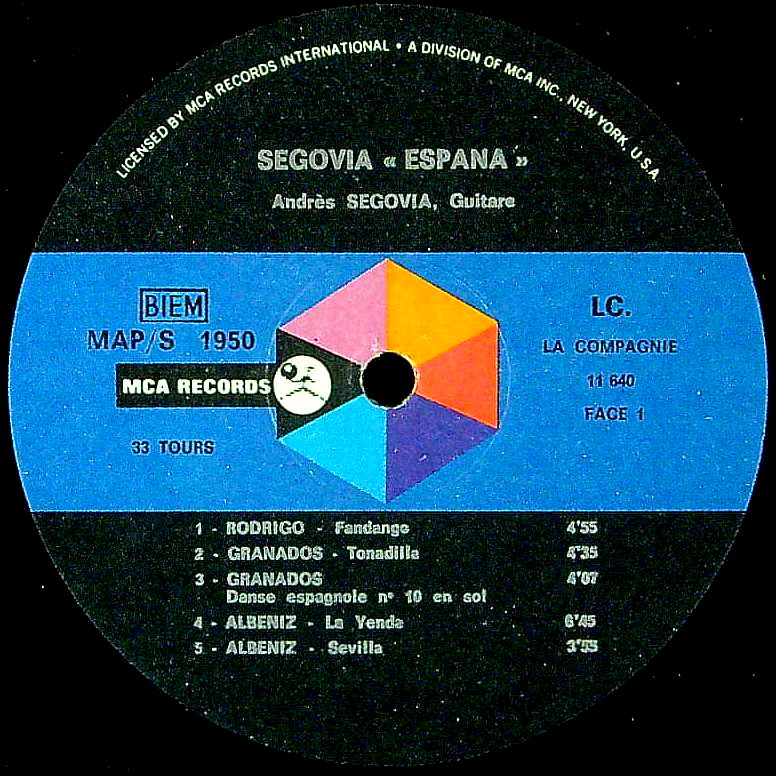 LICENSED BY MCA RECORDS INTERNATIONAL • A DIVISION OF MCA INC., NEW YORK, U.S.A.
SEGOVIA « ESPANA »
Andrès SEGOVIA, Guitare
BIEM
MAP/S 1950
MCA RECORDS
33 TOURS
LC.
LA COMPAGNIE
11 640
FACE 1
1 - RODRIGO - Fandango 4'55
2 - GRANADOS - Tonadilla 4'35
3 - GRANADOS 4'07
Danse espagnole n° 10 en sol
4 - ALBENIZ - La Yenda 6'45
5 - ALBENIZ - Sevilla 3'55